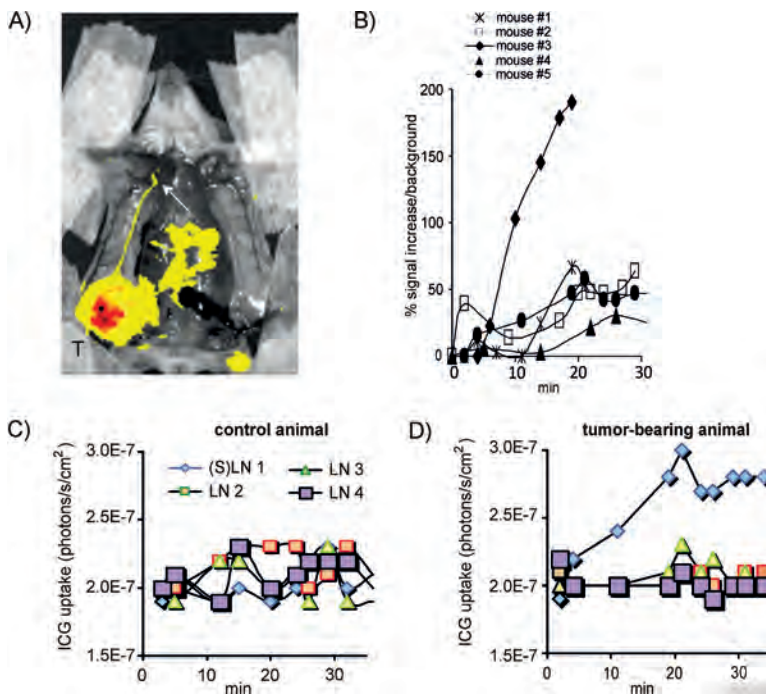 A)
T
B)
mouse #1
mouse #2
mouse #3
mouse #4
mouse #5
% signal increase/background
200
150
100
50
0
0 10 20 30
min
C)
control animal
ICG uptake (photons/s/cm²)
3.0E-7
2.5E-7
2.0E-7
1.5E-7
(S)LN 1
LN 2
LN 3
LN 4
0 10 20 30
min
D)
tumor-bearing animal
ICG uptake (photons/s/cm²)
3.0E-7
2.5E-7
2.0E-7
1.5E-7
0 10 20 30
min